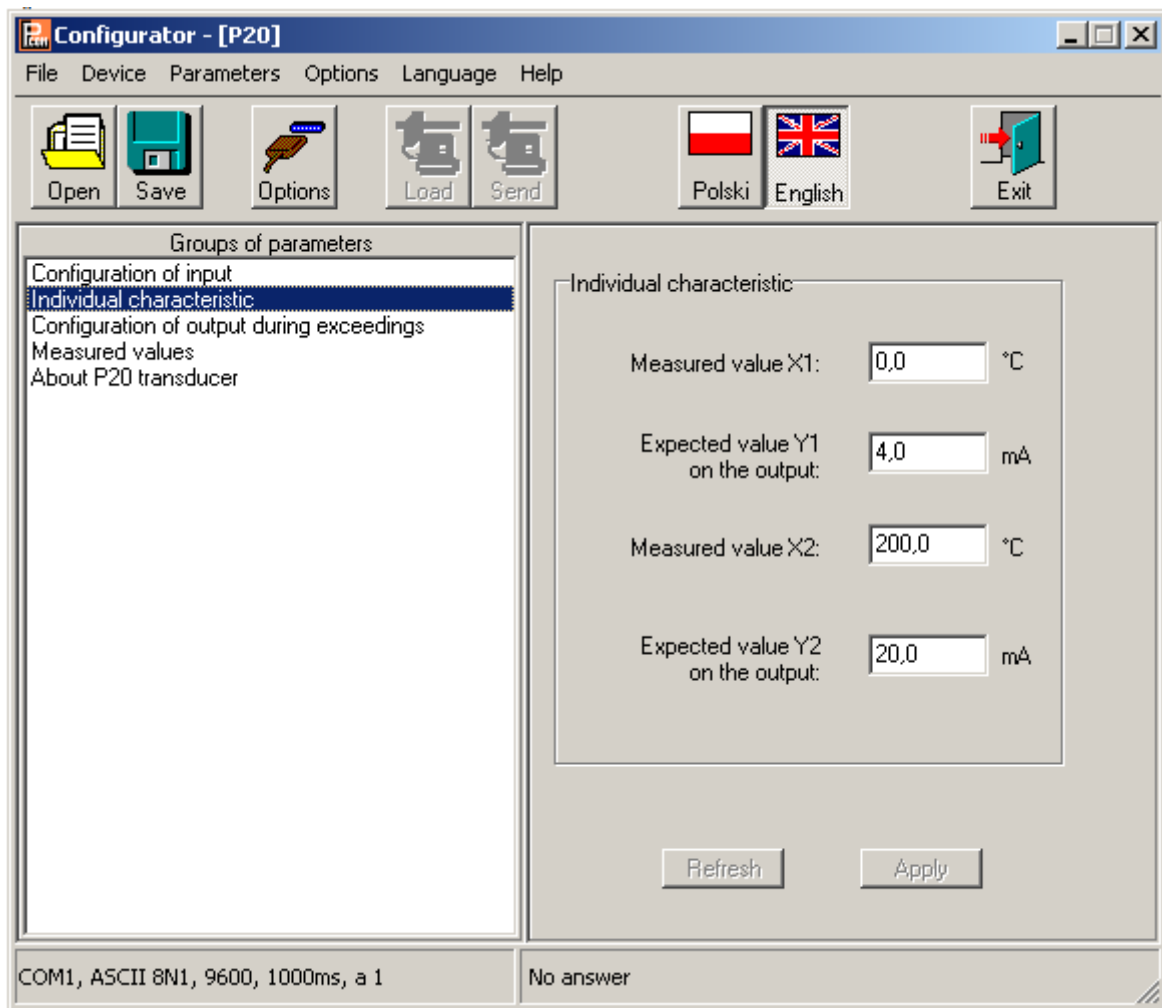 Configurator - [P20]
File Device Parameters Options Language Help
Open Save Options Load Send Polski English Exit
Groups of parameters
Configuration of input
Individual characteristic
Configuration of output during exceedings
Measured values
About P20 transducer
Individual characteristic
Measured value X1: 0,0 °C
Expected value Y1
on the output: 4,0 mA
Measured value X2: 200,0 °C
Expected value Y2
on the output: 20,0 mA
Refresh Apply
COM1, ASCII 8N1, 9600, 1000ms, a 1
No answer